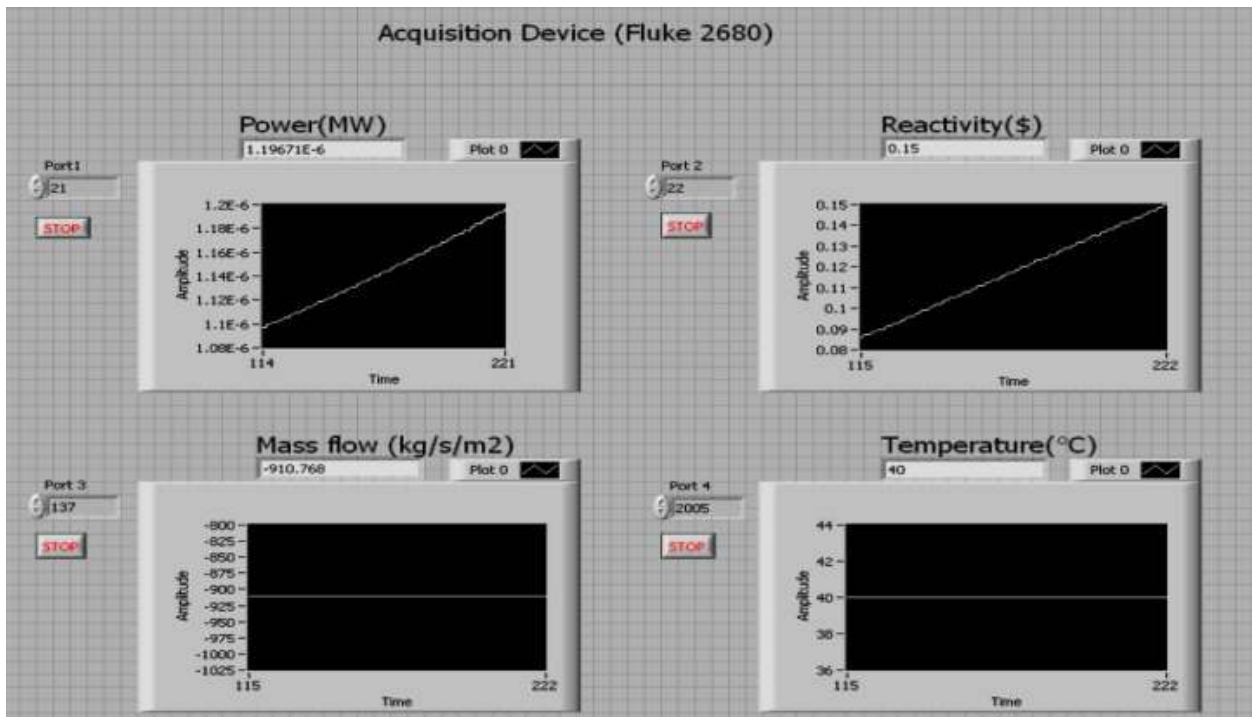 Acquisition Device (Fluke 2680)
Power(MW)
1.19671E-6
Plot 0
Port1
21
STOP
1.2E-6
1.18E-6
1.16E-6
1.14E-6
1.12E-6
1.1E-6
1.08E-6
Amplitude
114
221
Time
Reactivity($)
0.15
Plot 0
Port 2
22
STOP
0.15
0.14
0.13
0.12
0.11
0.1
0.09
0.08
Amplitude
115
222
Time
Mass flow (kg/s/m2)
-910.768
Plot 0
Port 3
137
STOP
-800
-825
-850
-875
-900
-925
-950
-975
-1000
-1025
Amplitude
115
222
Time
Temperature(°C)
40
Plot 0
Port 4
2005
STOP
44
42
40
38
36
Amplitude
115
222
Time